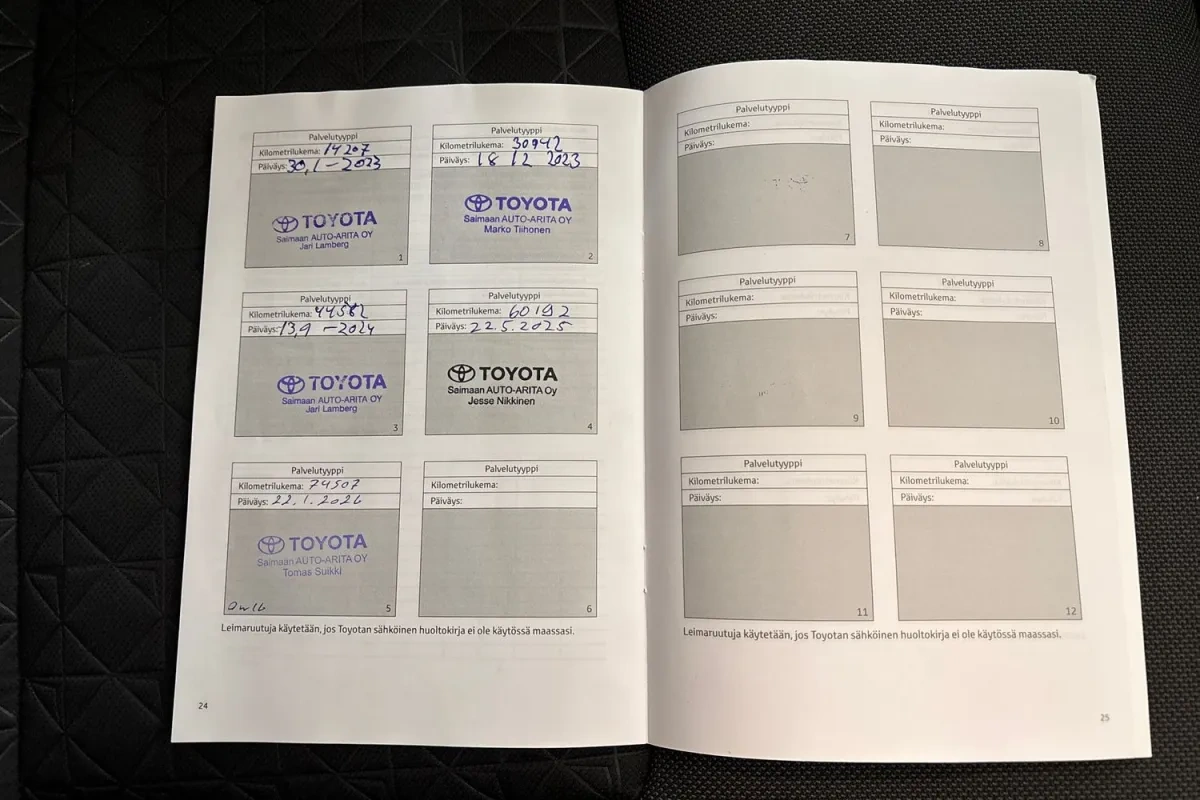 Palvelutyyppi
Kilometrilukema: 14207
Päiväys: 30,1-2023
TOYOTA
Saimaan AUTO-ARITA OY
Jari Lamberg
1
Palvelutyyppi
Kilometrilukema: 30942
Päiväys: 18 12 2023
TOYOTA
Saimaan AUTO-ARITA OY
Marko Tiihonen
2
Palvelutyyppi
Kilometrilukema: 44582
Päiväys: 13,9-2024
TOYOTA
Saimaan AUTO-ARITA OY
Jari Lamberg
3
Palvelutyyppi
Kilometrilukema: 60192
Päiväys: 22.5.2025
TOYOTA
Saimaan AUTO-ARITA Oy
Jesse Nikkinen
4
Palvelutyyppi
Kilometrilukema: 74507
Päiväys: 22.1.2026
TOYOTA
Saimaan AUTO-ARITA OY
Tomas Suikki
5
Palvelutyyppi
Kilometrilukema:
Päiväys:
6
Leimaruutuja käytetään, jos Toyotan sähköinen huoltokirja ei ole käytössä maassasi.
24
Palvelutyyppi
Kilometrilukema:
Päiväys:
7
Palvelutyyppi
Kilometrilukema:
Päiväys:
8
Palvelutyyppi
Kilometrilukema:
Päiväys:
9
Palvelutyyppi
Kilometrilukema:
Päiväys:
10
Palvelutyyppi
Kilometrilukema:
Päiväys:
11
Palvelutyyppi
Kilometrilukema:
Päiväys:
12
Leimaruutuja käytetään, jos Toyotan sähköinen huoltokirja ei ole käytössä maassasi.
25